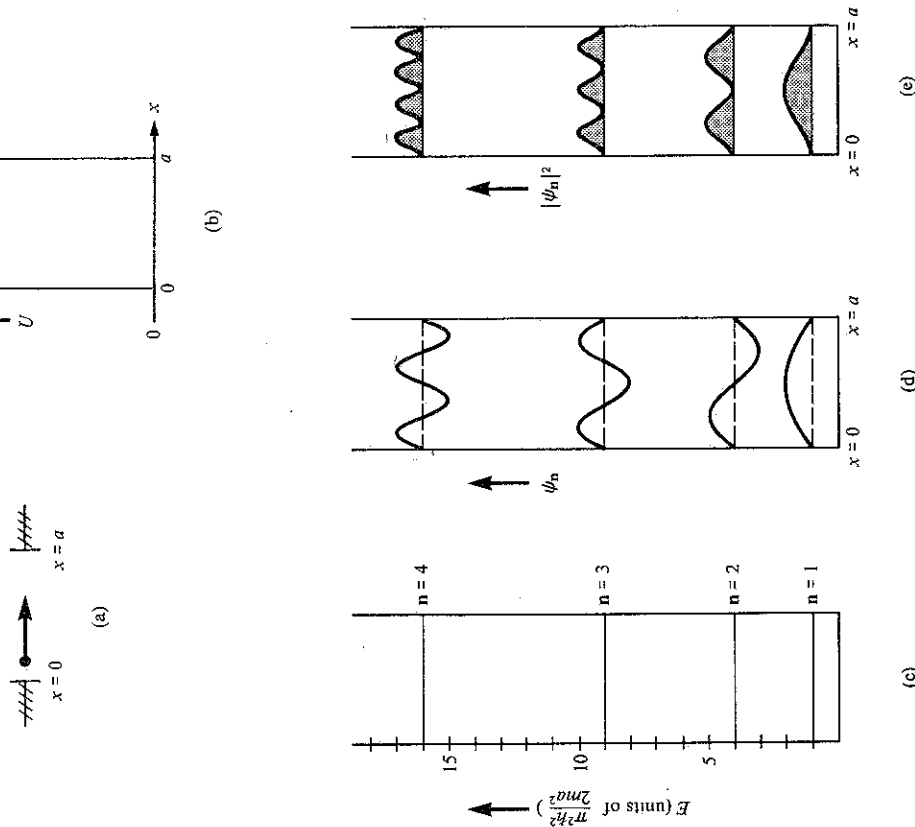 x = 0
x = a
(a)
U
0
0
a
x
(b)
E (units of π²ħ²/2ma²)
5
10
15
n = 4
n = 3
n = 2
n = 1
(c)
ψn
x = 0
x = a
(d)
|ψn|²
x = 0
x = a
(e)